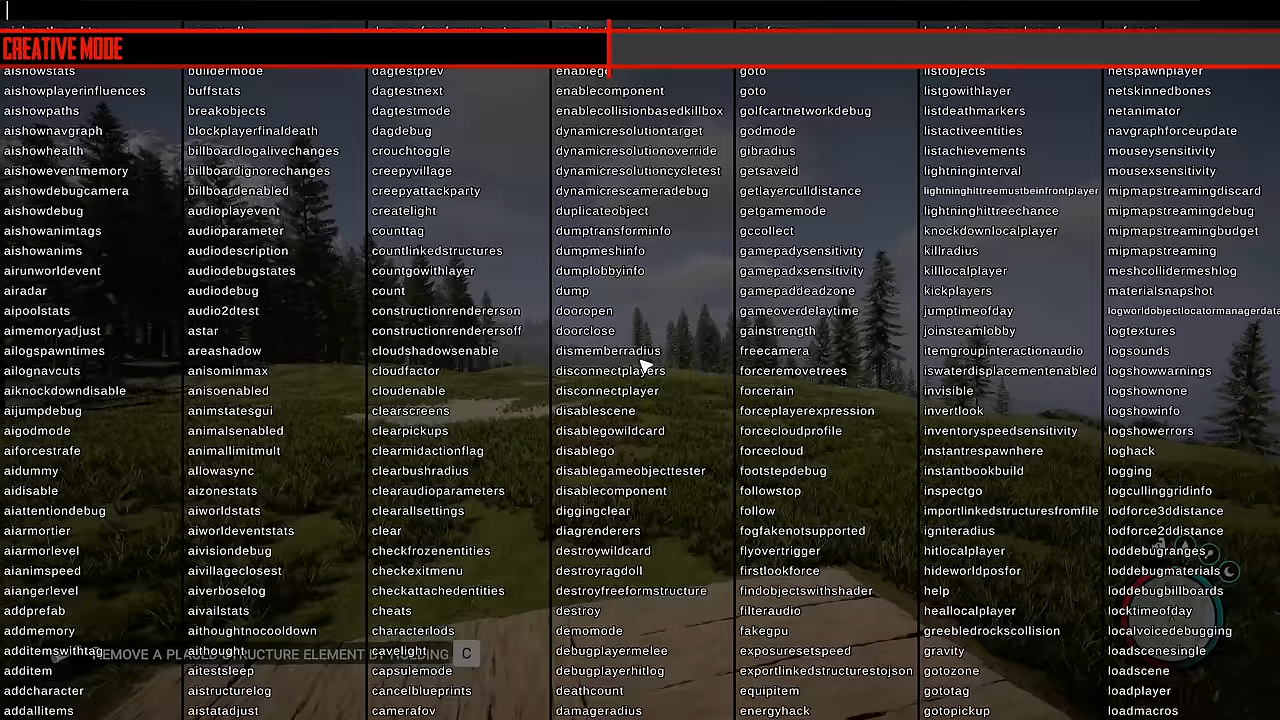 CREATIVE MODE
aishowstats
aishowplayerinfluences
aishowpaths
aishownavgraph
aishowhealth
aishoweventmemory
aishowdebugcamera
aishowdebug
aishowanimtags
aishowanims
airunworldevent
airadar
aipoolstats
aimemoryadjust
ailogspawntimes
ailognavcuts
aiknockdowndisable
aijumpdebug
aigodmode
aiforcestrafe
aidummy
aidisable
aiattentiondebug
aiarmortier
aiarmorlevel
aianimspeed
aiangerlevel
addprefab
addmemory
additemswithtag
additem
addcharacter
addallitems
buildermode
buffstats
breakobjects
blockplayerfinaldeath
billboardlogalivechanges
billboardignorechanges
billboardenabled
audioplayevent
audioparameter
audiodescription
audiodebugstates
audiodebug
audio2dtest
astar
areashadow
anisominmax
anisoenabled
animstatesgui
animalsenabled
animallimitmult
allowasync
aizonestats
aiworldstats
aiworldeventstats
aivisiondebug
aivillageclosest
aiverboselog
aivailstats
aithoughtnocooldown
aithought
aitestsleep
aistructurelog
aistatadjust
dagtestprev
dagtestnext
dagtestmode
dagdebug
crouchtoggle
creepyvillage
creepyattackparty
createlight
counttag
countlinkedstructures
countgowithlayer
count
constructionrendererson
constructionrenderersoff
cloudshadowsenable
cloudfactor
cloudenable
clearscreens
clearpickups
clearmidactionflag
clearbushradius
clearaudioparameters
clearallsettings
clear
checkfrozenentities
checkexitmenu
checkattachedentities
cheats
characterlods
cavelight
capsulemode
cancelblueprints
camerafov
enablego
enablecomponent
enablecollisionbasedkillbox
dynamicresolutiontarget
dynamicresolutionoverride
dynamicresolutioncycletest
dynamicrescameradebug
duplicateobject
dumptransforminfo
dumpmeshinfo
dumplobbyinfo
dump
dooropen
doorclose
dismemberradius
disconnectplayers
disconnectplayer
disablescene
disablegowildcard
disablego
disablegameobjecttester
disablecomponent
diggingclear
diagrenderers
destroywildcard
destroyragdoll
destroyfreeformstructure
destroy
demomode
debugplayermelee
debugplayerhitlog
deathcount
damageradius
goto
goto
golfcartnetworkdebug
godmode
gibradius
getsaveid
getlayerculldistance
getgamemode
gccollect
gamepadysensitivity
gamepadxsensitivity
gamepaddeadzone
gameoverdelaytime
gainstrength
freecamera
forceremovetrees
forcerain
forceplayerexpression
forcecloudprofile
forcecloud
footstepdebug
followstop
follow
fogfakenotsupported
flyovertrigger
firstlookforce
findobjectswithshader
filteraudio
fakegpu
exposuresetspeed
exportlinkedstructurestojson
equipitem
energyhack
listobjects
listgowithlayer
listdeathmarkers
listactiveentities
listachievements
lightninginterval
lightninghittreemustbeinfrontplayer
lightninghittreechance
knockdownlocalplayer
killradius
killlocalplayer
kickplayers
jumptimeofday
joinsteamlobby
itemgroupinteractionaudio
iswaterdisplacementenabled
invisible
invertlook
inventoryspeedsensitivity
instantrespawnhere
instantbookbuild
inspectgo
importlinkedstructuresfromfile
igniteradius
hitlocalplayer
hideworldposfor
help
heallocalplayer
greebledrockscollision
gravity
gotozone
gototag
gotopickup
netspawnplayer
netskinnedbones
netanimator
navgraphforceupdate
mouseysensitivity
mousexsensitivity
mipmapstreamingdiscard
mipmapstreamingdebug
mipmapstreamingbudget
mipmapstreaming
meshcollidermeshlog
materialsnapshot
logworldobjectlocatormanagerdata
logtextures
logsounds
logshowwarnings
logshownone
logshowinfo
logshowerrors
loghack
logging
logcullinggridinfo
lodforce3ddistance
lodforce2ddistance
loddebugranges
loddebugmaterials
loddebugbillboards
locktimeofday
localvoicedebugging
loadscenesingle
loadscene
loadplayer
loadmacros
REMOVE A PLACE STRUCTURE ELEMENT BY HOLDING C